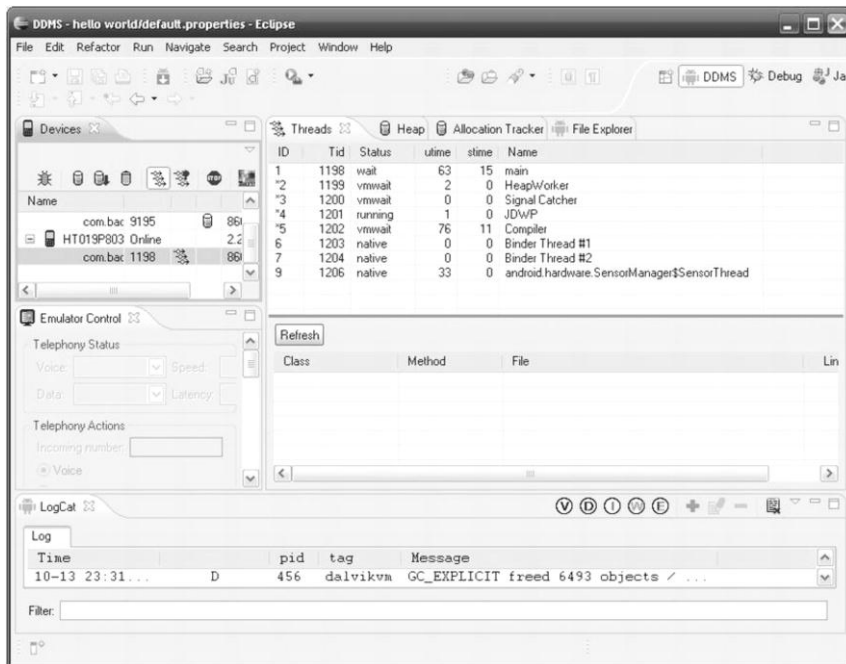 DDMS - hello world/default.properties - Eclipse
File Edit Refactor Run Navigate Search Project Window Help
DDMS Debug Ja
Devices
Name
com.bac 9195 86
HT019P803 Online 2.2
com.bac 1198 86
Threads Heap Allocation Tracker File Explorer
ID Tid Status utime stime Name
1 1198 wait 63 15 main
*2 1199 vmwait 2 0 HeapWorker
*3 1200 vmwait 0 0 Signal Catcher
*4 1201 running 1 0 JDWP
*5 1202 vmwait 76 11 Compiler
6 1203 native 0 0 Binder Thread #1
7 1204 native 0 0 Binder Thread #2
9 1206 native 33 0 android.hardware.SensorManager$SensorThread
Refresh
Class Method File Lin
Emulator Control
Telephony Status
Voice: Speed:
Data: Latency:
Telephony Actions
Incoming number:
Voice
LogCat
V D I W E
Log
Time pid tag Message
10-13 23:31... D 456 dalvikvm GC_EXPLICIT freed 6493 objects / ...
Filter: